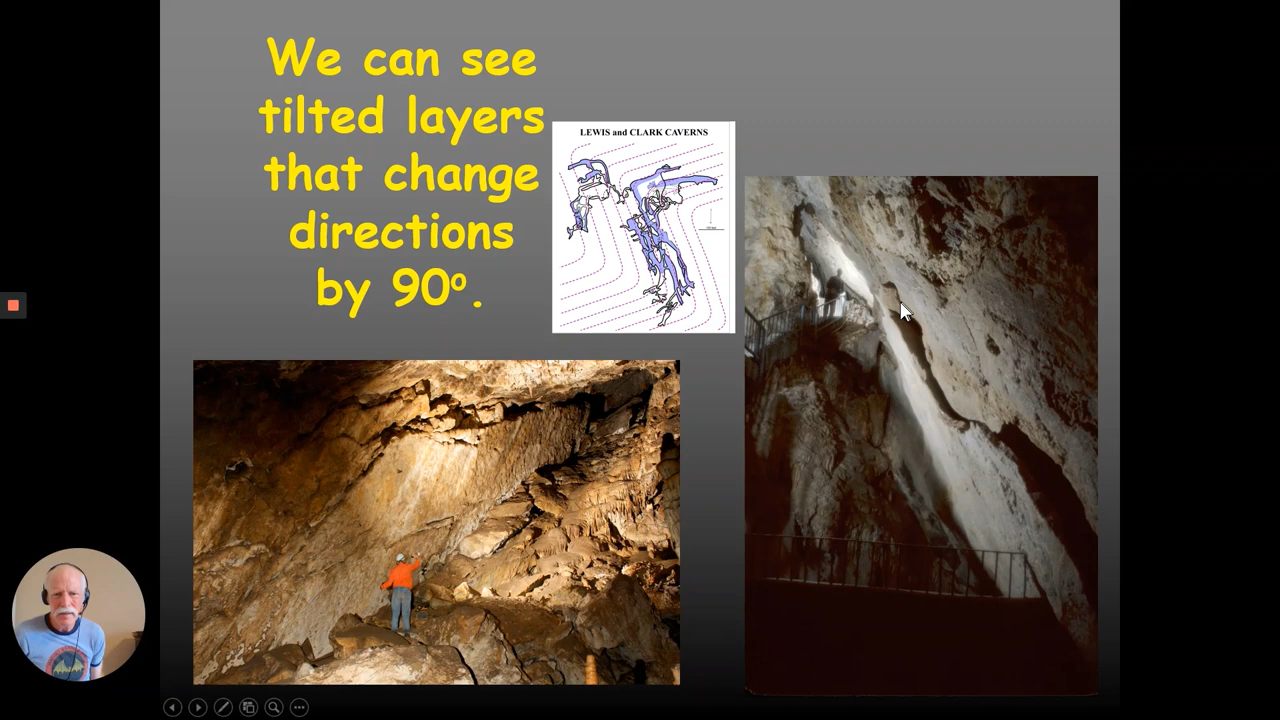 We can see
tilted layers
that change
directions
by 90º.
LEWIS and CLARK CAVERNS